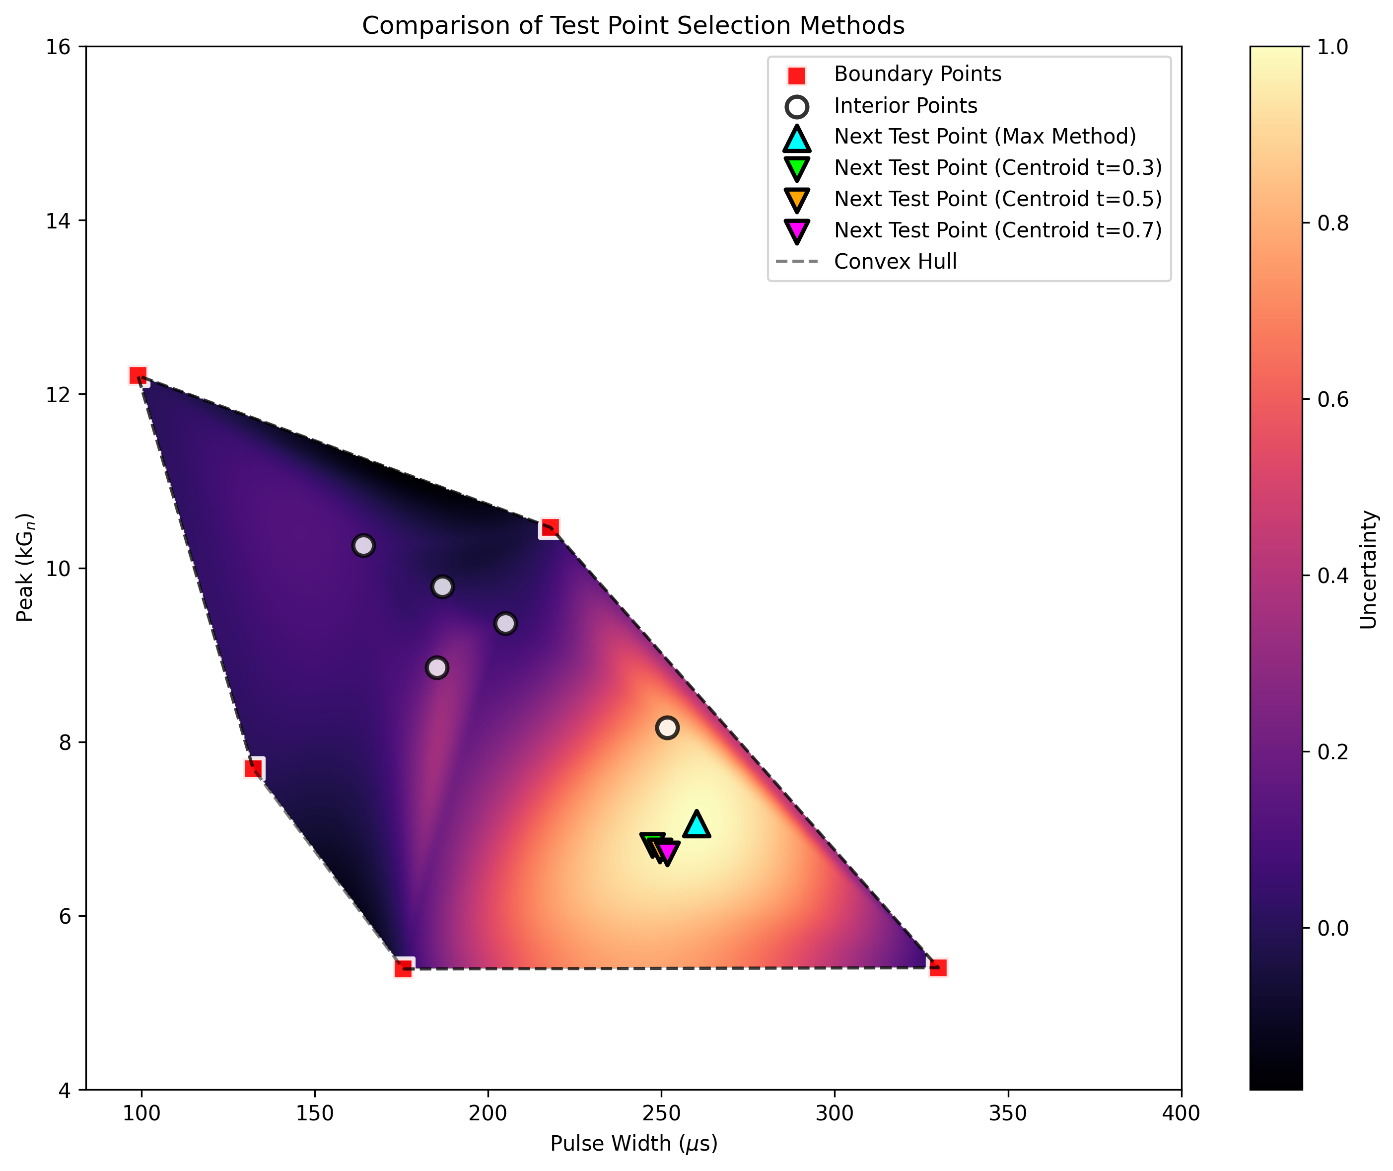 Comparison of Test Point Selection Methods
Boundary Points
Interior Points
Next Test Point (Max Method)
Next Test Point (Centroid t=0.3)
Next Test Point (Centroid t=0.5)
Next Test Point (Centroid t=0.7)
Convex Hull
16
14
12
10
8
6
4
Peak (kGₙ)
100
150
200
250
300
350
400
Pulse Width (μs)
1.0
0.8
0.6
0.4
0.2
0.0
Uncertainty